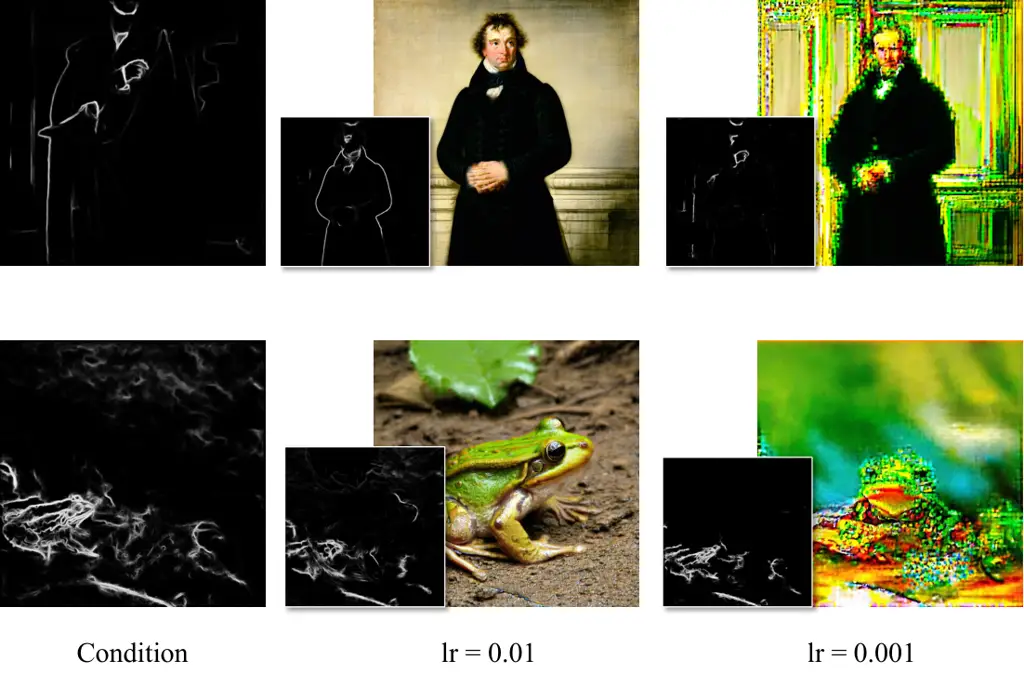 Condition
lr = 0.01
lr = 0.001